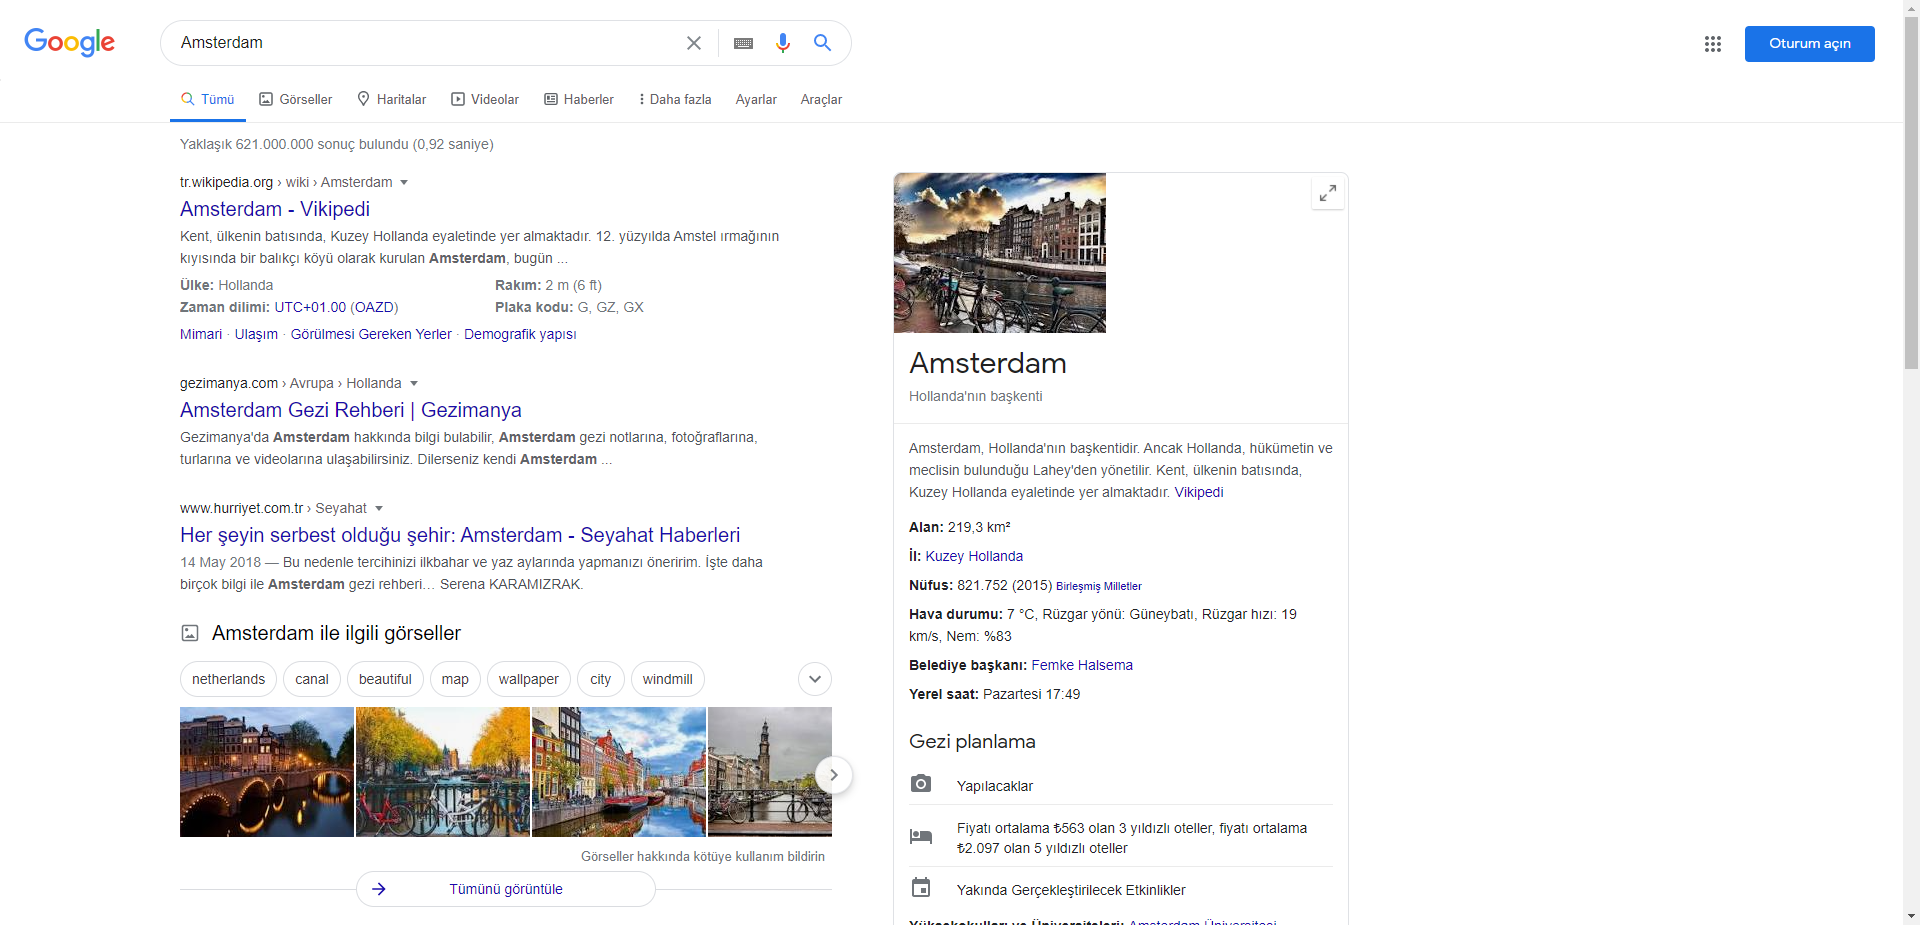 Google
Amsterdam
Oturum açın
Tümü
Görseller
Haritalar
Videolar
Haberler
Daha fazla
Ayarlar
Araçlar
Yaklaşık 621.000.000 sonuç bulundu (0,92 saniye)
tr.wikipedia.org › wiki › Amsterdam
Amsterdam - Vikipedi
Kent, ülkenin batısında, Kuzey Hollanda eyaletinde yer almaktadır. 12. yüzyılda Amstel ırmağının
kıyısında bir balıkçı köyü olarak kurulan Amsterdam, bugün ...
Ülke: Hollanda
Rakım: 2 m (6 ft)
Zaman dilimi: UTC+01.00 (OAZD)
Plaka kodu: G, GZ, GX
Mimari · Ulaşım · Görülmesi Gereken Yerler · Demografik yapısı
gezimanya.com › Avrupa › Hollanda
Amsterdam Gezi Rehberi | Gezimanya
Gezimanya'da Amsterdam hakkında bilgi bulabilir, Amsterdam gezi notlarına, fotoğraflarına,
turlarına ve videolarına ulaşabilirsiniz. Dilerseniz kendi Amsterdam ...
www.hurriyet.com.tr › Seyahat
Her şeyin serbest olduğu şehir: Amsterdam - Seyahat Haberleri
14 May 2018 — Bu nedenle tercihinizi ilkbahar ve yaz aylarında yapmanızı öneririm. İşte daha
birçok bilgi ile Amsterdam gezi rehberi… Serena KARAMIZRAK.
Amsterdam ile ilgili görseller
netherlands
canal
beautiful
map
wallpaper
city
windmill
Görseller hakkında kötüye kullanım bildirin
Tümünü görüntüle
Amsterdam
Hollanda'nın başkenti
Amsterdam, Hollanda'nın başkentidir. Ancak Hollanda, hükümetin ve
meclisin bulunduğu Lahey'den yönetilir. Kent, ülkenin batısında,
Kuzey Hollanda eyaletinde yer almaktadır. Vikipedi
Alan: 219,3 km²
İl: Kuzey Hollanda
Nüfus: 821.752 (2015) Birleşmiş Milletler
Hava durumu: 7 °C, Rüzgar yönü: Güneybatı, Rüzgar hızı: 19
km/s, Nem: %83
Belediye başkanı: Femke Halsema
Yerel saat: Pazartesi 17:49
Gezi planlama
Yapılacaklar
Fiyatı ortalama ₺563 olan 3 yıldızlı oteller, fiyatı ortalama
₺2.097 olan 5 yıldızlı oteller
Yakında Gerçekleştirilecek Etkinlikler
Yüksekokulları ve Üniversiteleri: Amsterdam Üniversitesi